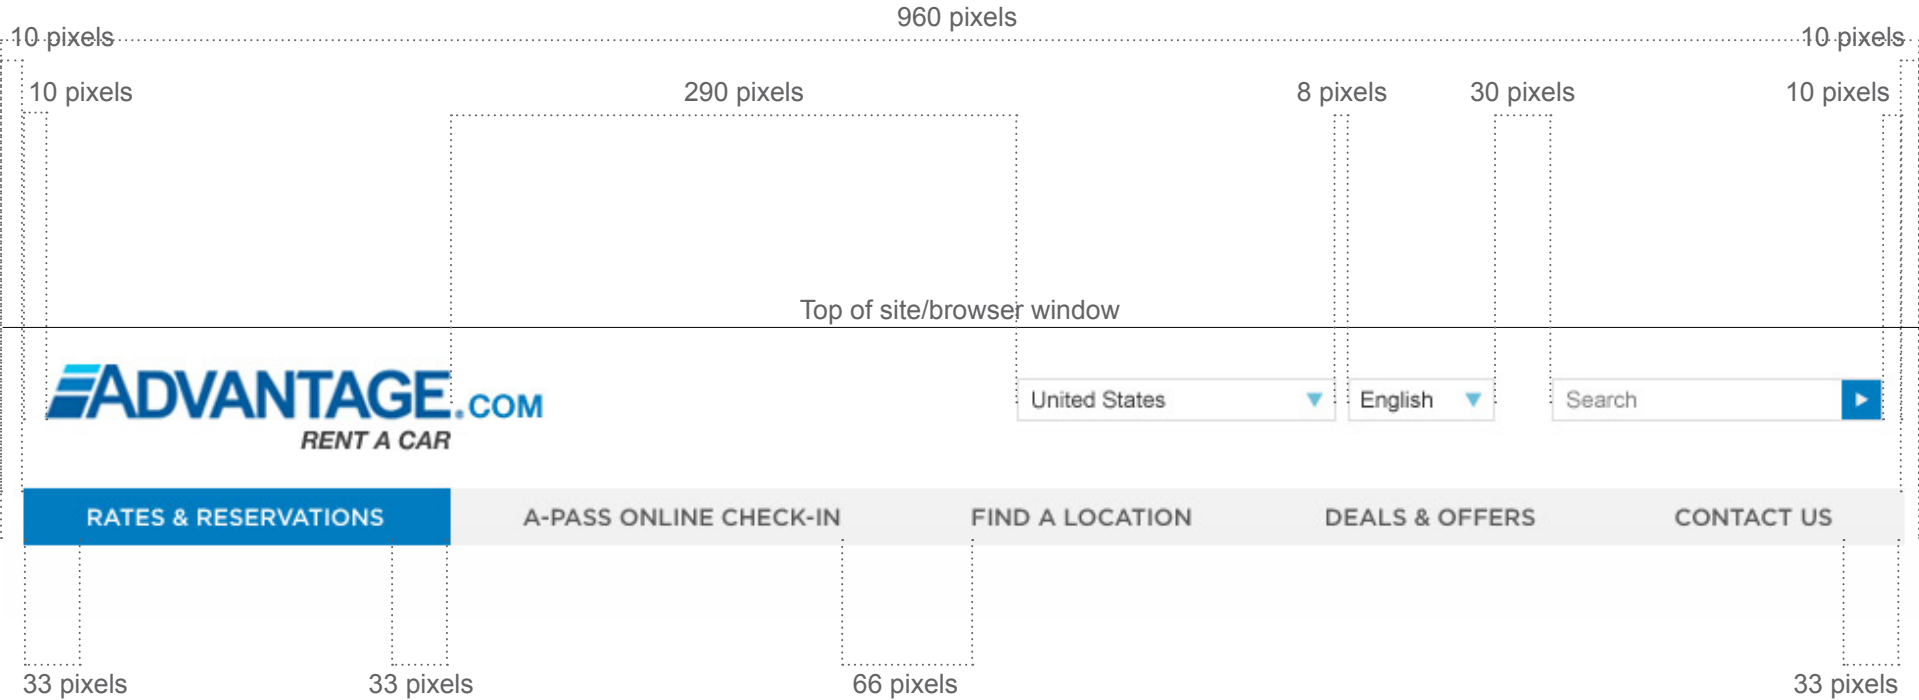 960 pixels
10 pixels
10 pixels
10 pixels
290 pixels
8 pixels
30 pixels
10 pixels
Top of site/browser window
ADVANTAGE.COM
RENT A CAR
United States
English
Search
RATES & RESERVATIONS
A-PASS ONLINE CHECK-IN
FIND A LOCATION
DEALS & OFFERS
CONTACT US
33 pixels
33 pixels
66 pixels
33 pixels